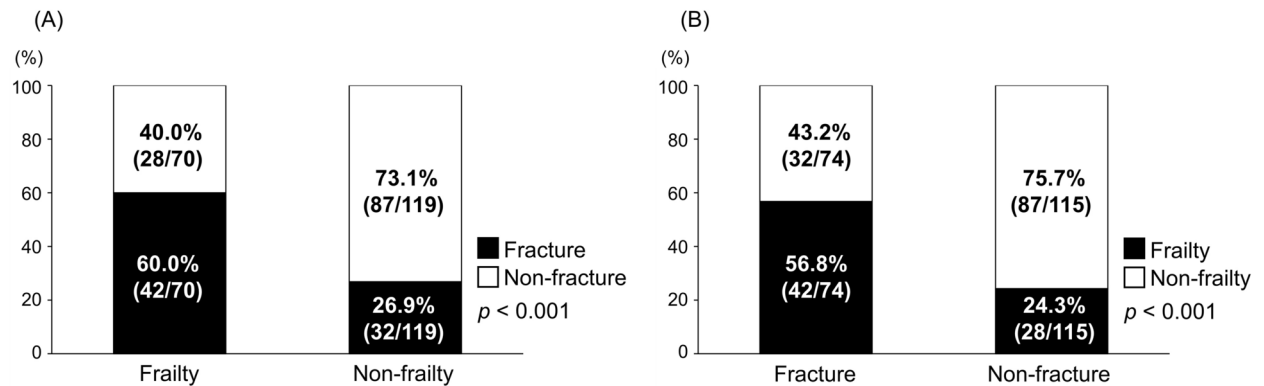 (A)
(%)
100
80
60
40
20
0
40.0%
(28/70)
60.0%
(42/70)
73.1%
(87/119)
26.9%
(32/119)
Frailty
Non-frailty
Fracture
Non-fracture
p < 0.001
(B)
(%)
100
80
60
40
20
0
43.2%
(32/74)
56.8%
(42/74)
75.7%
(87/115)
24.3%
(28/115)
Fracture
Non-fracture
Frailty
Non-frailty
p < 0.001